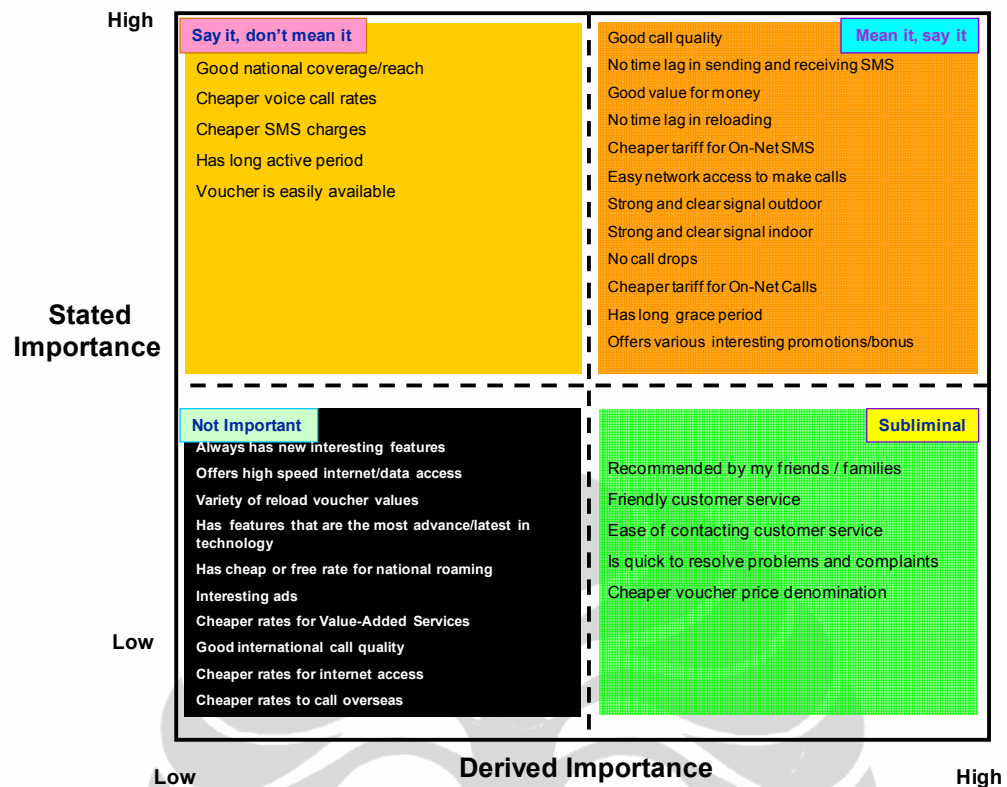 High
Say it, don't mean it
Good national coverage/reach
Cheaper voice call rates
Cheaper SMS charges
Has long active period
Voucher is easily available
Mean it, say it
Good call quality
No time lag in sending and receiving SMS
Good value for money
No time lag in reloading
Cheaper tariff for On-Net SMS
Easy network access to make calls
Strong and clear signal outdoor
Strong and clear signal indoor
No call drops
Cheaper tariff for On-Net Calls
Has long grace period
Offers various interesting promotions/bonus
Stated
Importance
Not Important
Always has new interesting features
Offers high speed internet/data access
Variety of reload voucher values
Has features that are the most advance/latest in
technology
Has cheap or free rate for national roaming
Interesting ads
Cheaper rates for Value-Added Services
Good international call quality
Cheaper rates for internet access
Cheaper rates to call overseas
Subliminal
Recommended by my friends / families
Friendly customer service
Ease of contacting customer service
Is quick to resolve problems and complaints
Cheaper voucher price denomination
Low
Low
Derived Importance
High